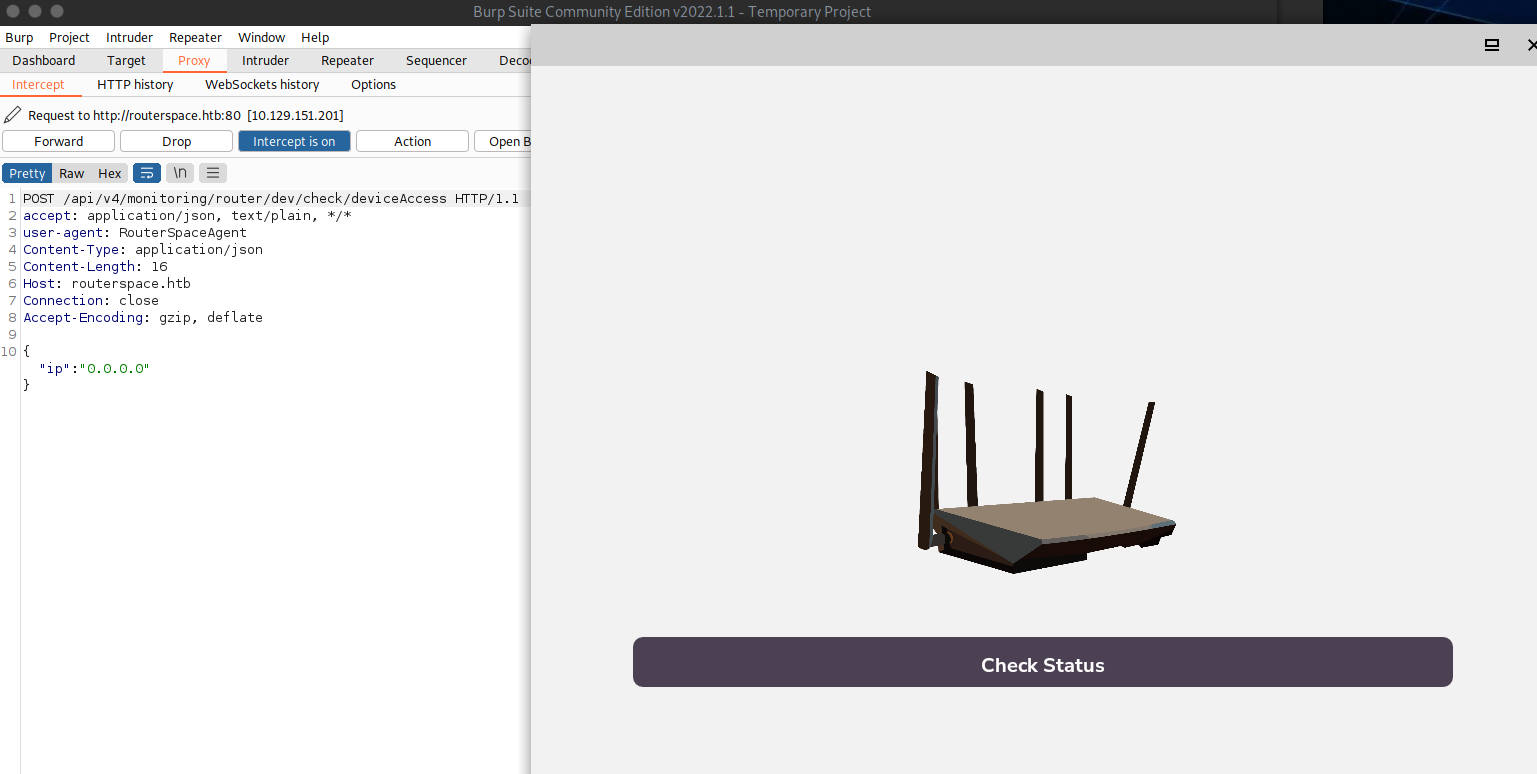 Burp Suite Community Edition v2022.1.1 - Temporary Project
Burp Project Intruder Repeater Window Help
Dashboard Target Proxy Intruder Repeater Sequencer
Intercept HTTP history WebSockets history Options
Request to http://routerspace.htb:80 [10.129.151.201]
Forward Drop Intercept is on Action Open B
Pretty Raw Hex \n
1 POST /api/v4/monitoring/router/dev/check/deviceAccess HTTP/1.1
2 accept: application/json, text/plain, */*
3 user-agent: RouterSpaceAgent
4 Content-Type: application/json
5 Content-Length: 16
6 Host: routerspace.htb
7 Connection: close
8 Accept-Encoding: gzip, deflate
9
10 {
"ip":"0.0.0.0"
}
Check Status